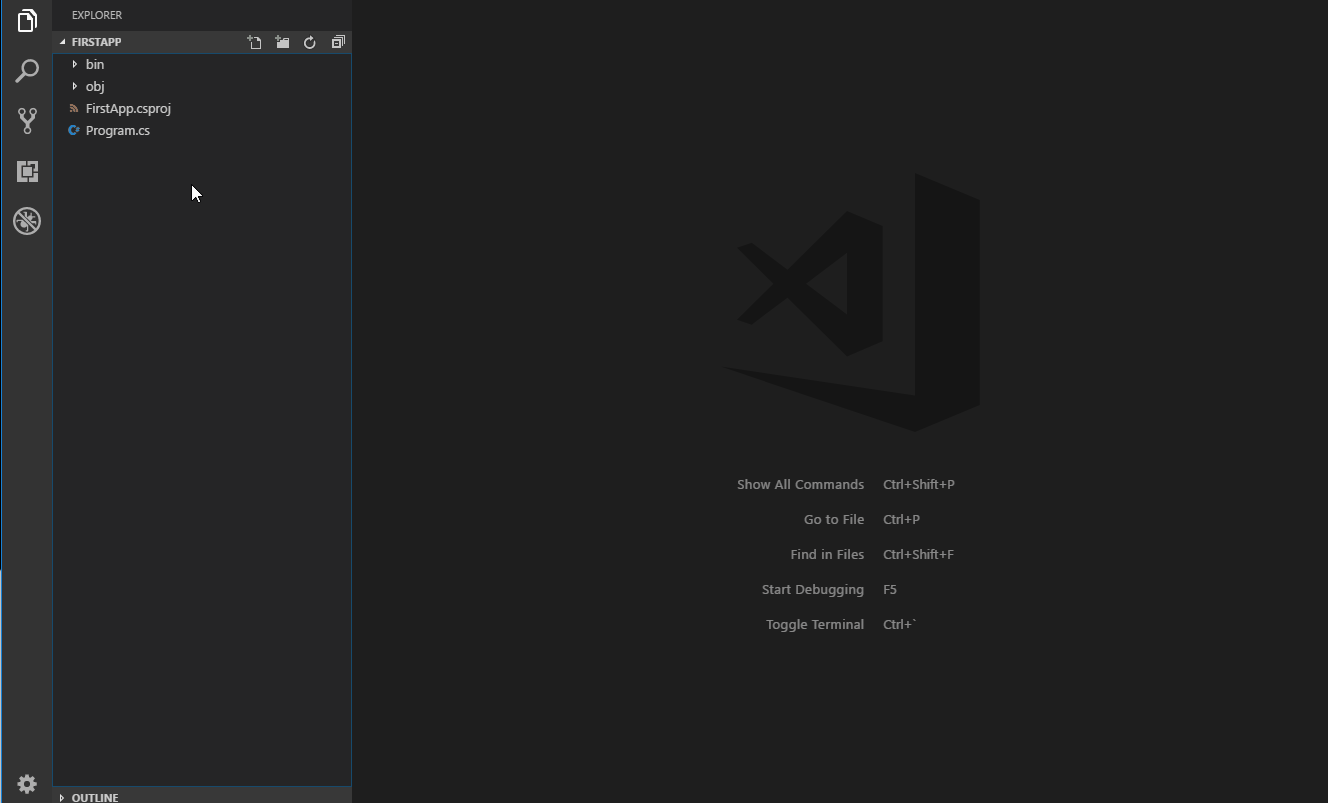 EXPLORER
FIRSTAPP
bin
obj
FirstApp.csproj
Program.cs
OUTLINE
Show All Commands Ctrl+Shift+P
Go to File Ctrl+P
Find in Files Ctrl+Shift+F
Start Debugging F5
Toggle Terminal Ctrl+`